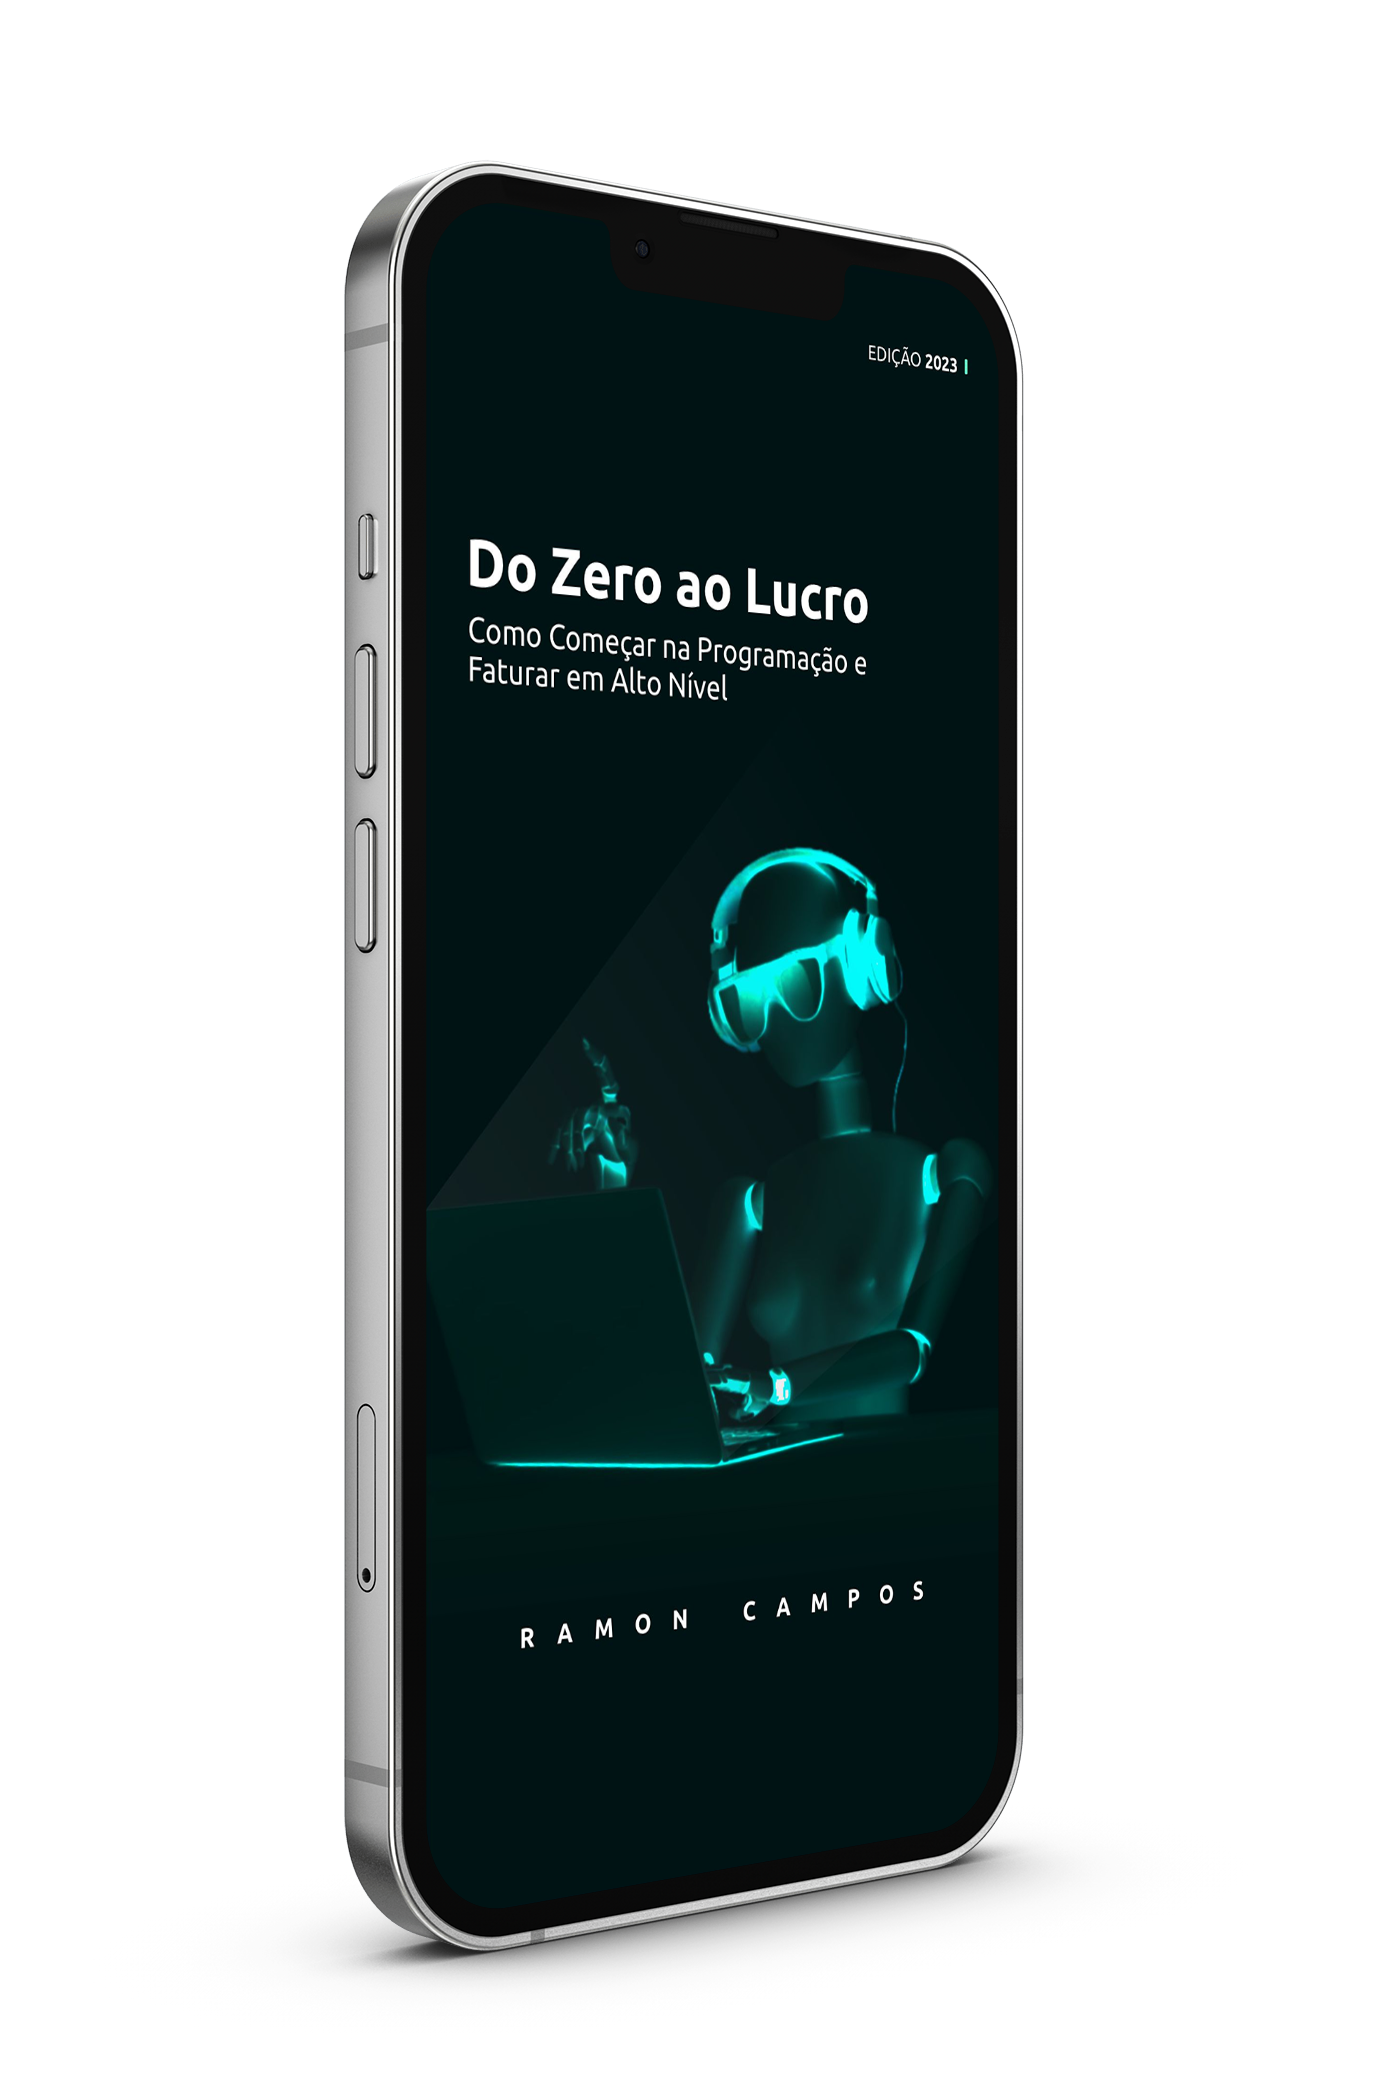 EDIÇÃO 2023
Do Zero ao Lucro
Como Começar na Programação e
Faturar em Alto Nível
RAMON CAMPOS